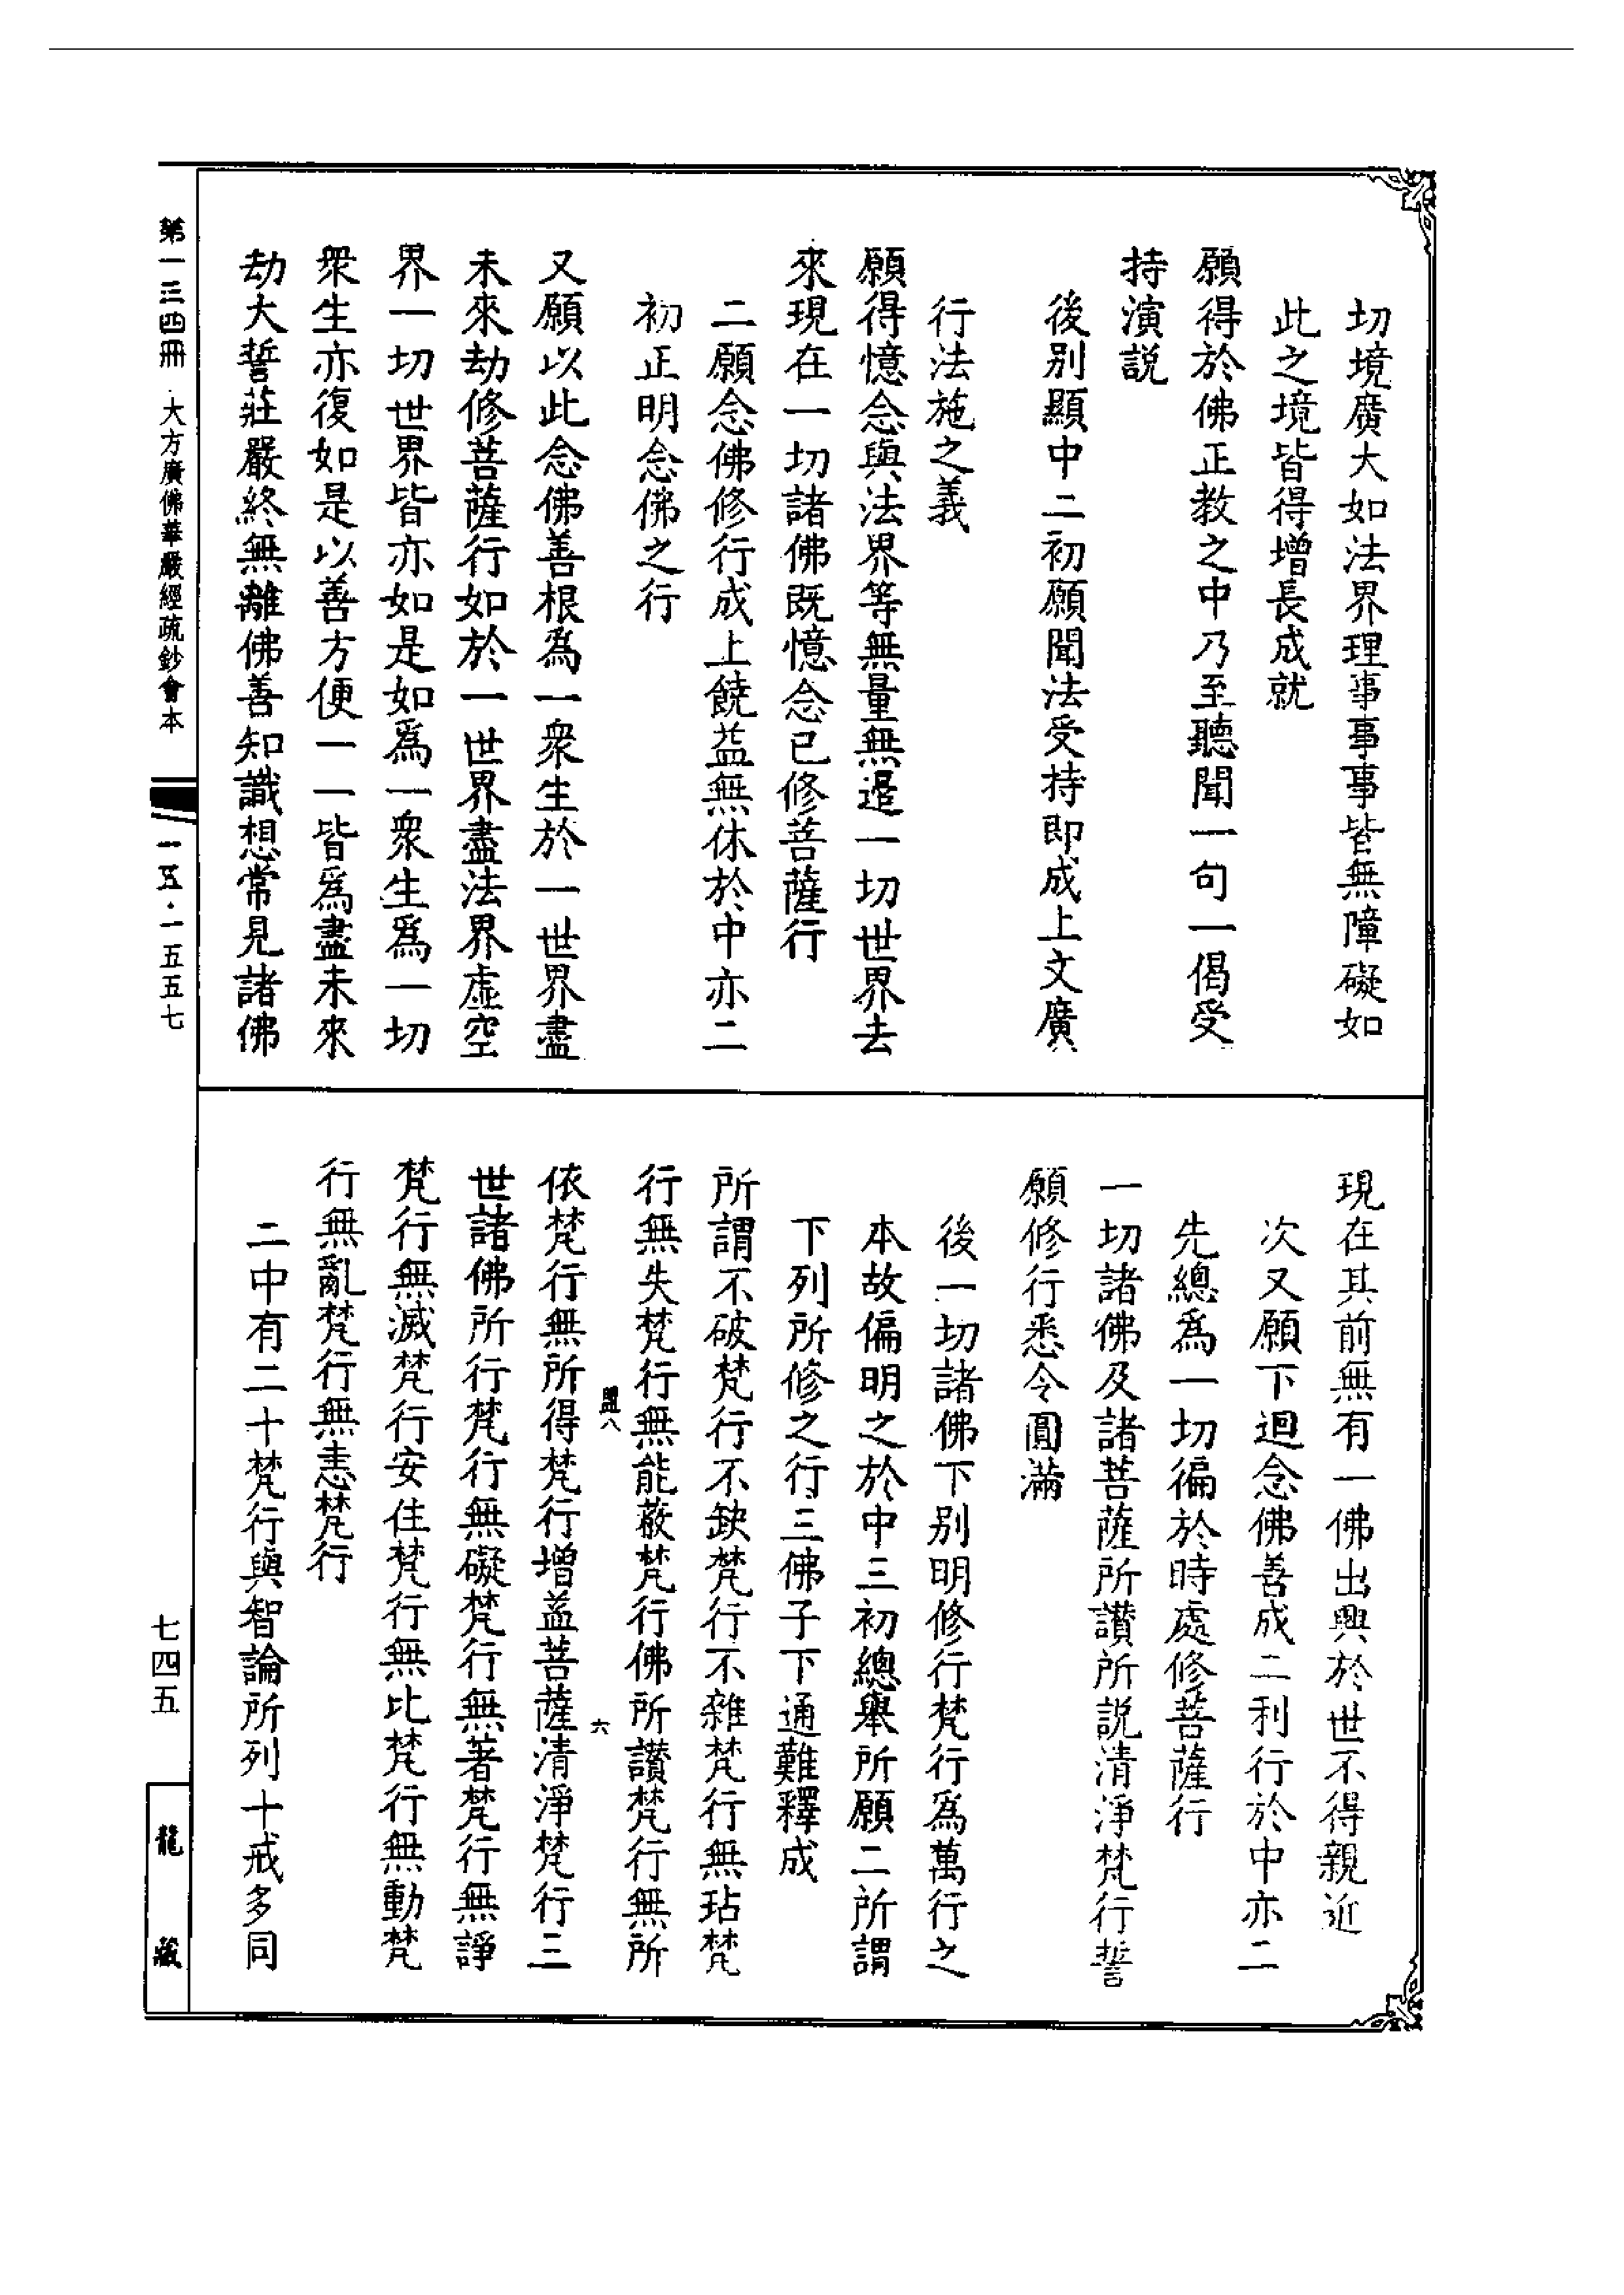 切境廣大如法界理事事事皆無障礙如
此之境皆得增長成就
願得於佛正教之中乃至聽聞一句一偈受
持演説
後别顯中二初願聞法受持即成上文廣
行法施之義
願得憶念與法界等無量無邊一切世界去
來現在一切諸佛既憶念已修菩薩行
二願念佛修行成上饒益無休於中亦二
初正明念佛之行
又願以此念佛善根爲一衆生於一世界盡
未來劫修菩薩行如於一世界盡法界虛空
界一切世界皆亦如是如爲一衆生爲一切
衆生亦復如是以善方便一一皆爲盡未來
劫大誓莊嚴終無離佛善知識想常見諸佛
現在其前無有一佛出興於世不得親近
次又願下迴念佛善成二利行於中亦二
先總爲一切徧於時處修菩薩行
一切諸佛及諸菩薩所讚所説清淨梵行誓
願修行悉令圓滿
後一切諸佛下别明修行梵行爲萬行之
本故偏明之於中三初總舉所願二所謂
下列所修之行三佛子下通難釋成
所謂不破梵行不缺梵行不雜梵行無玷梵
行無失梵行無能蔽梵行佛所讚梵行無所
盟八
六
依梵行無所得梵行增益菩薩清淨梵行三
世諸佛所行梵行無礙梵行無著梵行無諍
梵行無滅梵行安住梵行無比梵行無動梵
行無亂梵行無恚梵行
二中有二十梵行與智論所列十戒多同
第一三四冊·大方廣佛華嚴經疏鈔會本
一五·一五五七
七四五
龍藏